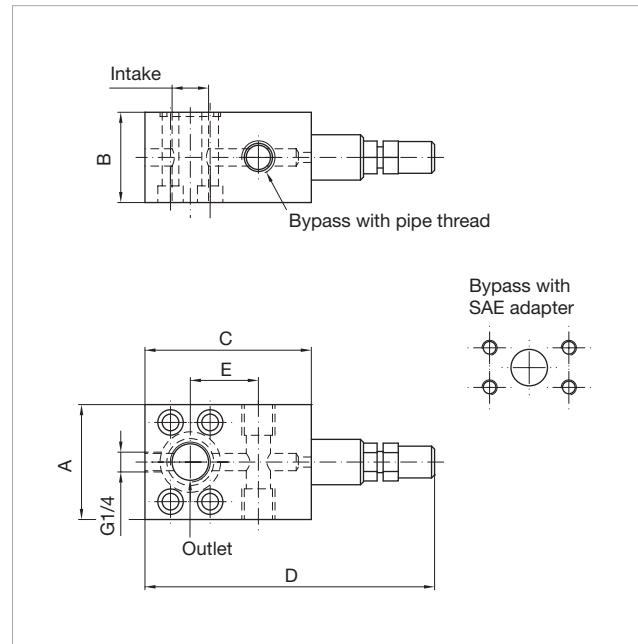 Intake
B
Bypass with pipe thread
Bypass with
SAE adapter
C
E
A
G1/4
Outlet
D